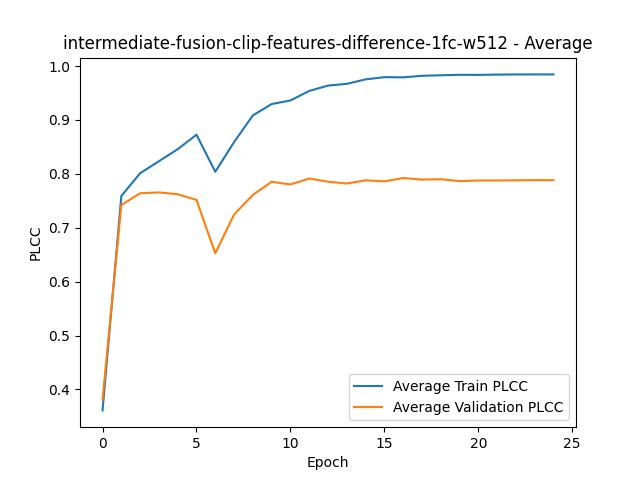 intermediate-fusion-clip-features-difference-1fc-w512 - Average
1.0
0.9
0.8
0.7
0.6
0.5
0.4
PLCC
Average Train PLCC
Average Validation PLCC
0 5 10 15 20 25
Epoch